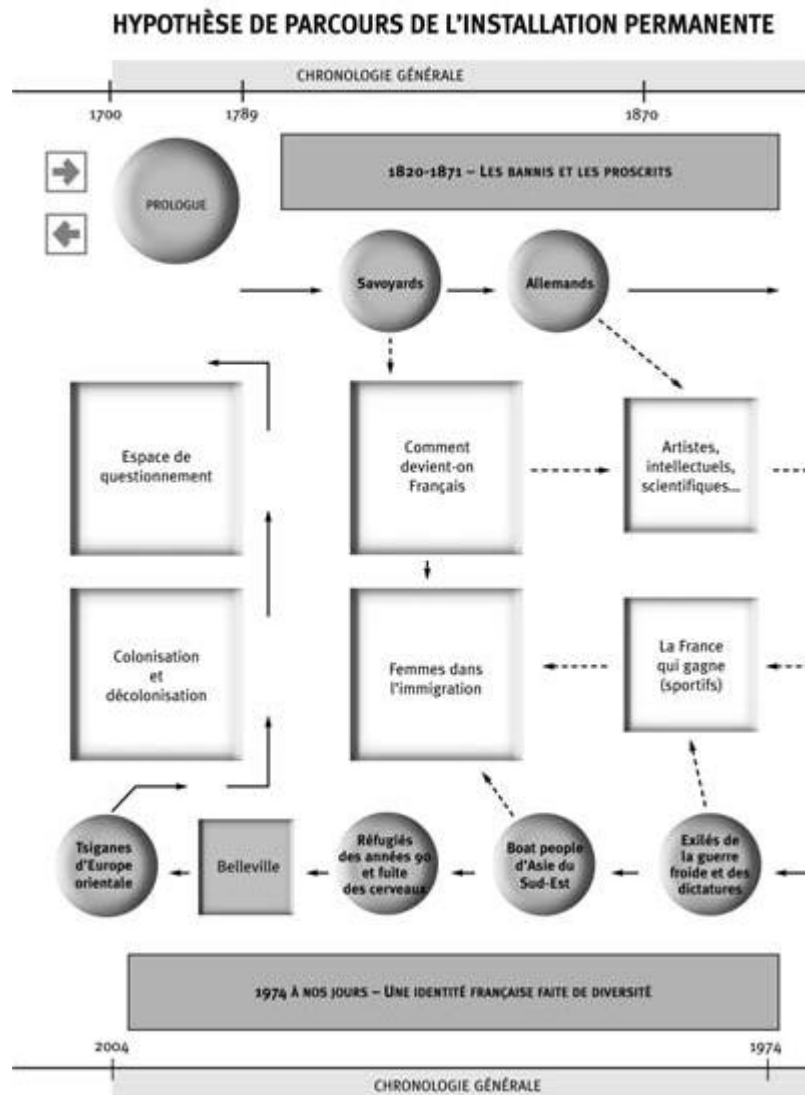 HYPOTHÈSE DE PARCOURS DE L'INSTALLATION PERMANENTE
CHRONOLOGIE GÉNÉRALE
1700
1789
1870
1820-1871 – LES BANNIS ET LES PROSCRITS
PROLOGUE
Savoyards
Allemands
Espace de
questionnement
Comment
devient-on
Français
Artistes,
intellectuels,
scientifiques...
Colonisation
et
décolonisation
Femmes dans
l'immigration
La France
qui gagne
(sportifs)
Tsiganes
d'Europe
orientale
Belleville
Réfugiés
des années 90
et fuite
des cerveaux
Boat people
d'Asie du
Sud-Est
Exilés de
la guerre
froide et des
dictatures
1974 À NOS JOURS – UNE IDENTITÉ FRANÇAISE FAITE DE DIVERSITÉ
2004
1974
CHRONOLOGIE GÉNÉRALE